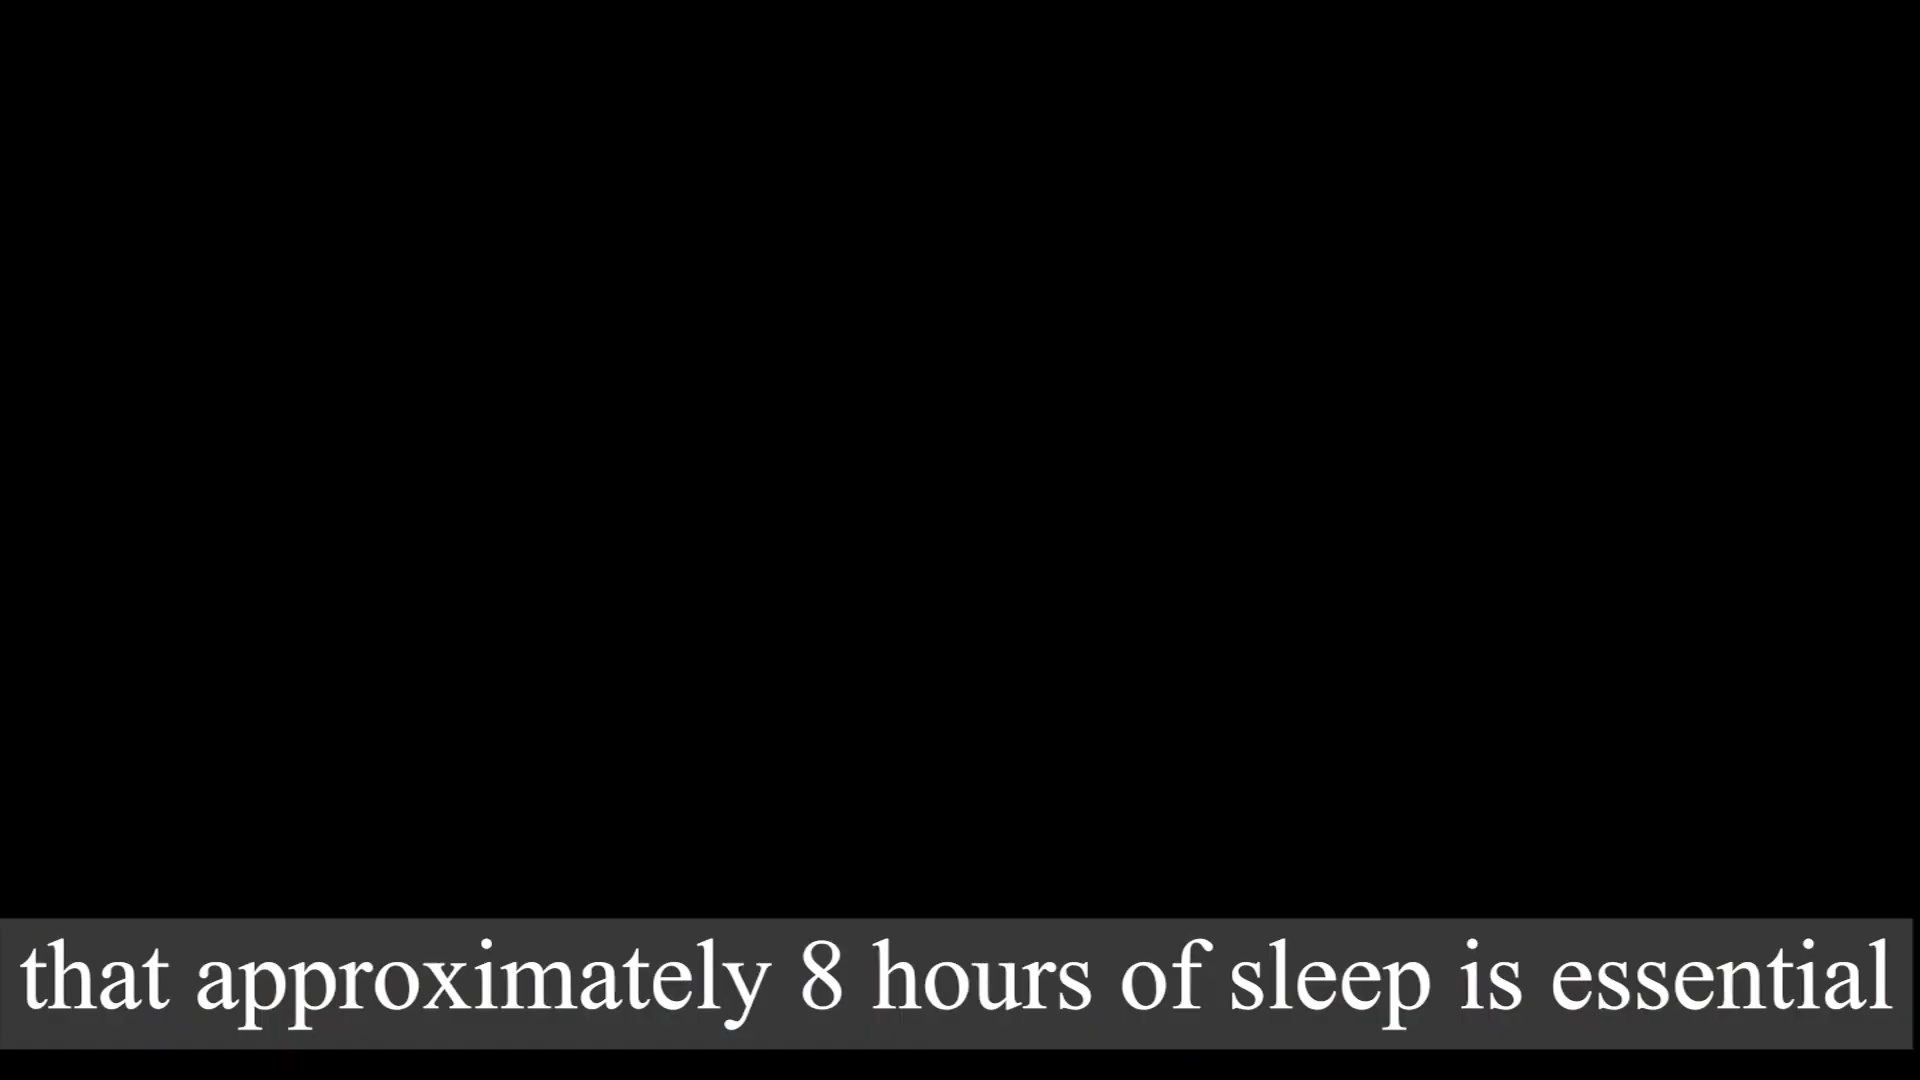 that approximately 8 hours of sleep is essential